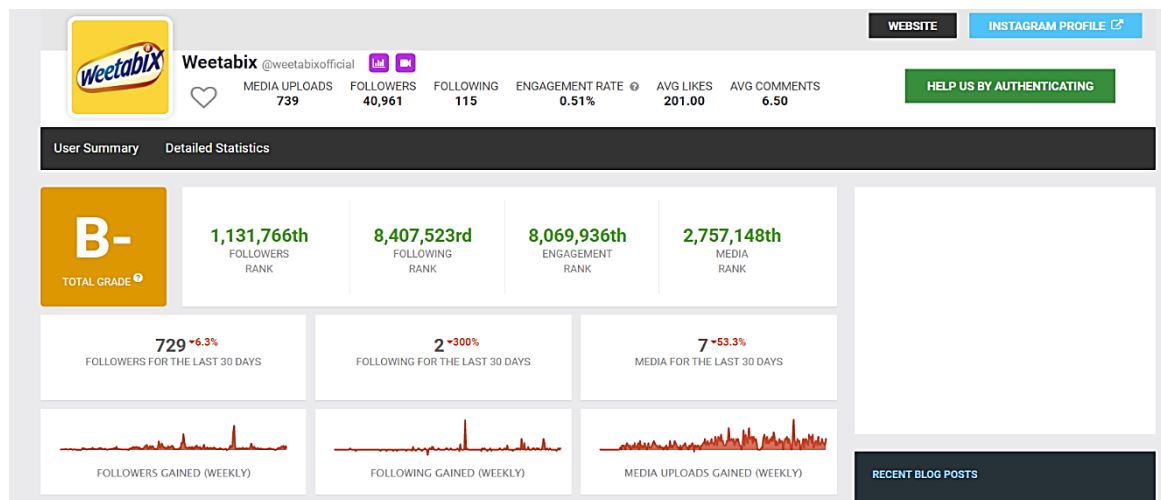 WEBSITE
INSTAGRAM PROFILE
Weetabix
Weetabix @weetabixofficial
MEDIA UPLOADS FOLLOWERS FOLLOWING ENGAGEMENT RATE AVG LIKES AVG COMMENTS
739 40,961 115 0.51% 201.00 6.50
HELP US BY AUTHENTICATING
User Summary Detailed Statistics
B-
TOTAL GRADE
1,131,766th 8,407,523rd 8,069,936th 2,757,148th
FOLLOWERS FOLLOWING ENGAGEMENT MEDIA
RANK RANK RANK RANK
729 6.3% 2 300% 7 53.3%
FOLLOWERS FOR THE LAST 30 DAYS FOLLOWING FOR THE LAST 30 DAYS MEDIA FOR THE LAST 30 DAYS
FOLLOWERS GAINED (WEEKLY) FOLLOWING GAINED (WEEKLY) MEDIA UPLOADS GAINED (WEEKLY)
RECENT BLOG POSTS